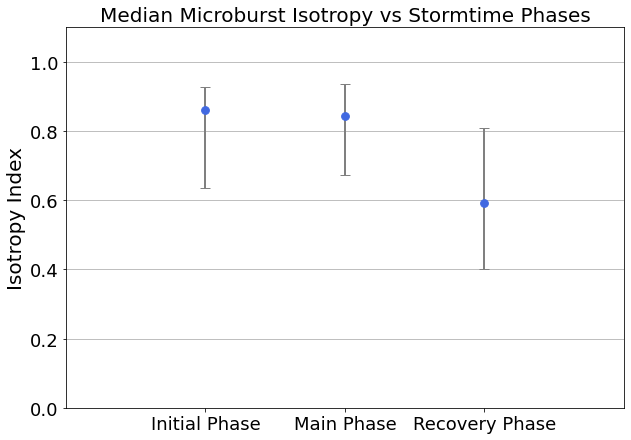 Median Microburst Isotropy vs Stormtime Phases
Isotropy Index
1.0
0.8
0.6
0.4
0.2
0.0
Initial Phase Main Phase Recovery Phase